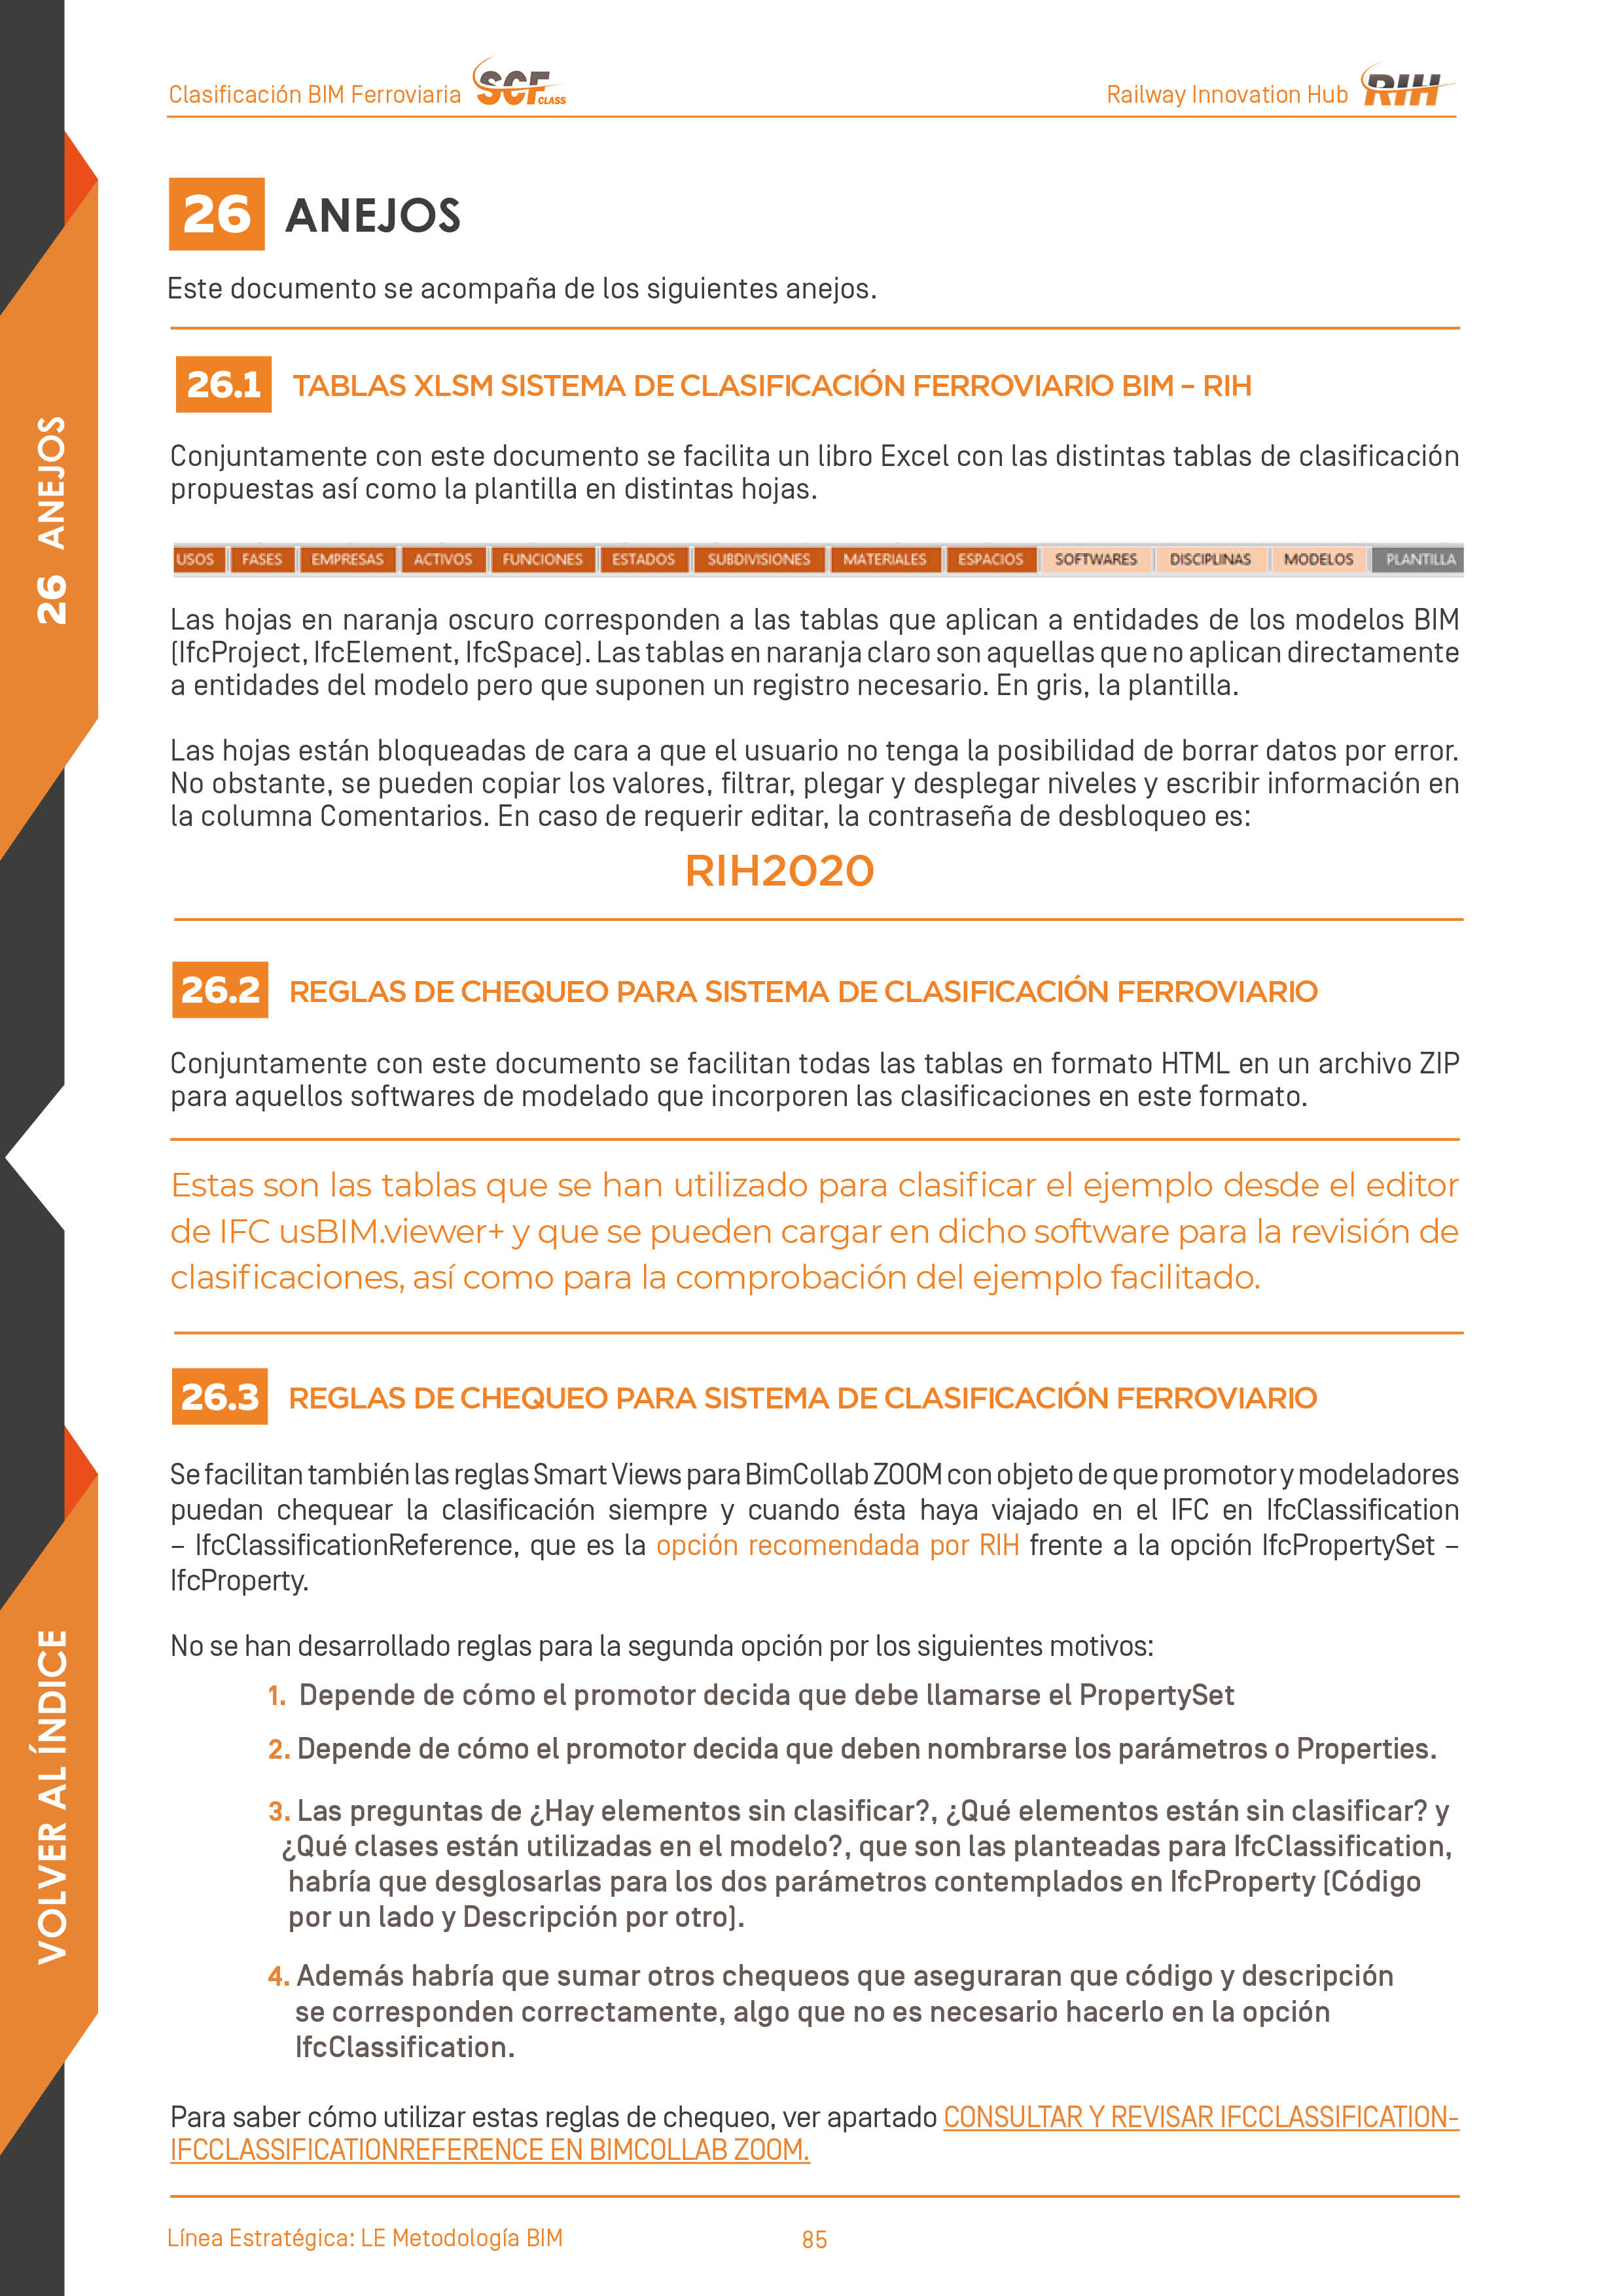 Clasificación BIM Ferroviaria SCF CLASS
Railway Innovation Hub RIH
26 ANEJOS
Este documento se acompaña de los siguientes anejos.
26.1 TABLAS XLSM SISTEMA DE CLASIFICACIÓN FERROVIARIO BIM – RIH
Conjuntamente con este documento se facilita un libro Excel con las distintas tablas de clasificación
propuestas así como la plantilla en distintas hojas.
USOS FASES EMPRESAS ACTIVOS FUNCIONES ESTADOS SUBDIVISIONES MATERIALES ESPACIOS SOFTWARES DISCIPLINAS MODELOS PLANTILLA
Las hojas en naranja oscuro corresponden a las tablas que aplican a entidades de los modelos BIM
(IfcProject, IfcElement, IfcSpace). Las tablas en naranja claro son aquellas que no aplican directamente
a entidades del modelo pero que suponen un registro necesario. En gris, la plantilla.
Las hojas están bloqueadas de cara a que el usuario no tenga la posibilidad de borrar datos por error.
No obstante, se pueden copiar los valores, filtrar, plegar y desplegar niveles y escribir información en
la columna Comentarios. En caso de requerir editar, la contraseña de desbloqueo es:
RIH2020
26.2 REGLAS DE CHEQUEO PARA SISTEMA DE CLASIFICACIÓN FERROVIARIO
Conjuntamente con este documento se facilitan todas las tablas en formato HTML en un archivo ZIP
para aquellos softwares de modelado que incorporen las clasificaciones en este formato.
Estas son las tablas que se han utilizado para clasificar el ejemplo desde el editor
de IFC usBIM.viewer+ y que se pueden cargar en dicho software para la revisión de
clasificaciones, así como para la comprobación del ejemplo facilitado.
26.3 REGLAS DE CHEQUEO PARA SISTEMA DE CLASIFICACIÓN FERROVIARIO
Se facilitan también las reglas Smart Views para BimCollab ZOOM con objeto de que promotor y modeladores
puedan chequear la clasificación siempre y cuando ésta haya viajado en el IFC en IfcClassification
– IfcClassificationReference, que es la opción recomendada por RIH frente a la opción IfcPropertySet –
IfcProperty.
No se han desarrollado reglas para la segunda opción por los siguientes motivos:
1. Depende de cómo el promotor decida que debe llamarse el PropertySet
2. Depende de cómo el promotor decida que deben nombrarse los parámetros o Properties.
3. Las preguntas de ¿Hay elementos sin clasificar?, ¿Qué elementos están sin clasificar? y
¿Qué clases están utilizadas en el modelo?, que son las planteadas para IfcClassification,
habría que desglosarlas para los dos parámetros contemplados en IfcProperty (Código
por un lado y Descripción por otro).
4. Además habría que sumar otros chequeos que aseguraran que código y descripción
se corresponden correctamente, algo que no es necesario hacerlo en la opción
IfcClassification.
Para saber cómo utilizar estas reglas de chequeo, ver apartado CONSULTAR Y REVISAR IFCCLASSIFICATION-
IFCCLASSIFICATIONREFERENCE EN BIMCOLLAB ZOOM.
Línea Estratégica: LE Metodología BIM
85
26 ANEJOS
VOLVER AL ÍNDICE